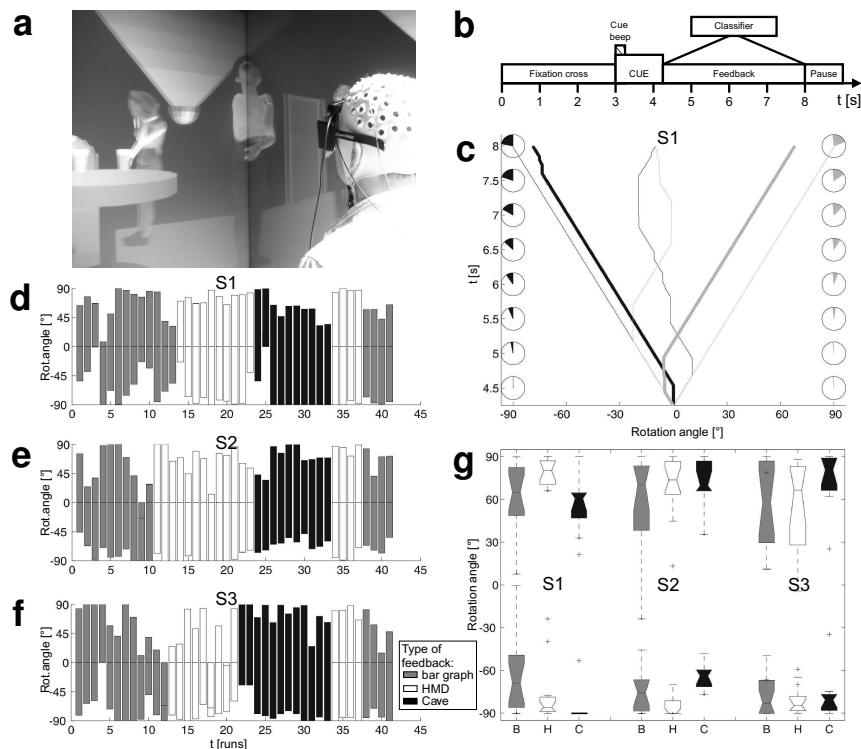 a
b
Cue
beep
Classifier
Fixation cross
CUE
Feedback
Pause
0 1 2 3 4 5 6 7 8 t [s]
c
S1
8
7.5
7
6.5
6
5.5
5
4.5
t [s]
-90 -60 -30 0 30 60 90
Rotation angle [°]
d
S1
Rot.angle [°]
90
45
0
-45
-90
0 5 10 15 20 25 30 35 40 45
e
S2
Rot.angle [°]
90
45
0
-45
-90
0 5 10 15 20 25 30 35 40 45
f
S3
Rot.angle [°]
90
45
0
-45
-90
0 5 10 15 20 25 30 35 40 45
t [runs]
Type of
feedback:
bar graph
HMD
Cave
g
Rotation angle [°]
90
60
30
0
-30
-60
-90
S1 S2 S3
B H C B H C B H C